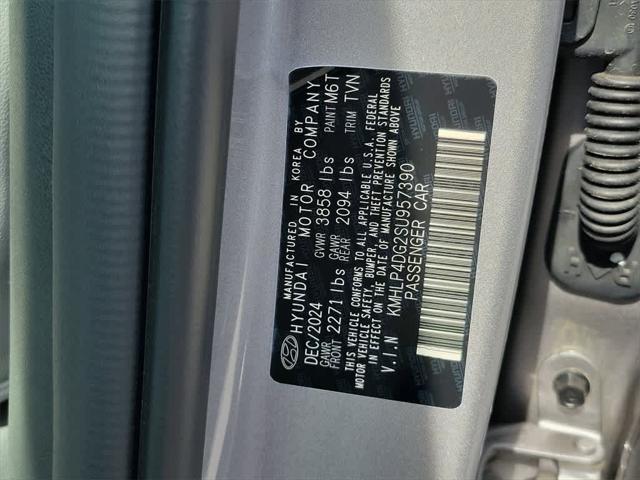 MANUFACTURED IN KOREA BY
HYUNDAI MOTOR COMPANY
DEC/2024 GVWR 3858 lbs PAINT M6T
GAWR FRONT 2271 lbs GAWR REAR 2094 lbs TRIM TVN
THIS VEHICLE CONFORMS TO ALL APPLICABLE U.S.A. FEDERAL
MOTOR VEHICLE SAFETY, BUMPER, AND THEFT PREVENTION STANDARDS
IN EFFECT ON THE DATE OF MANUFACTURE SHOWN ABOVE
V.I.N KMHLP4DG2SU957390
PASSENGER CAR